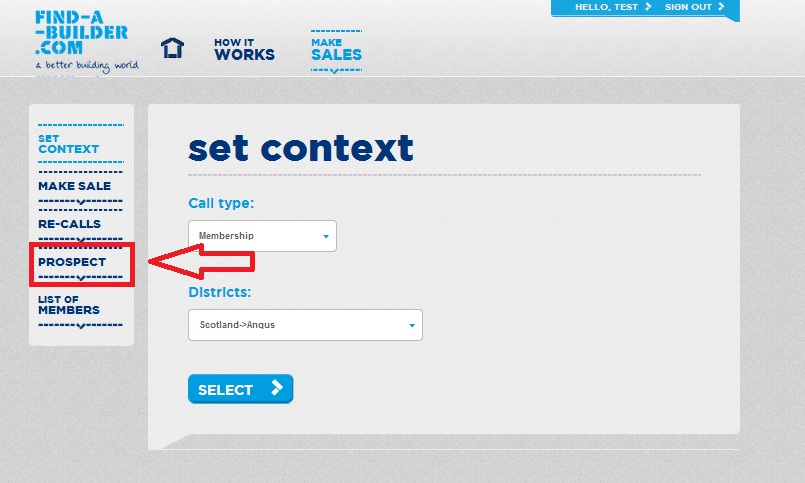 FIND-A
-BUILDER
.COM
a better building world
HOW IT
WORKS
MAKE
SALES
HELLO, TEST
SIGN OUT
SET
CONTEXT
MAKE SALE
RE-CALLS
PROSPECT
LIST OF
MEMBERS
set context
Call type:
Membership
Districts:
Scotland->Angus
SELECT